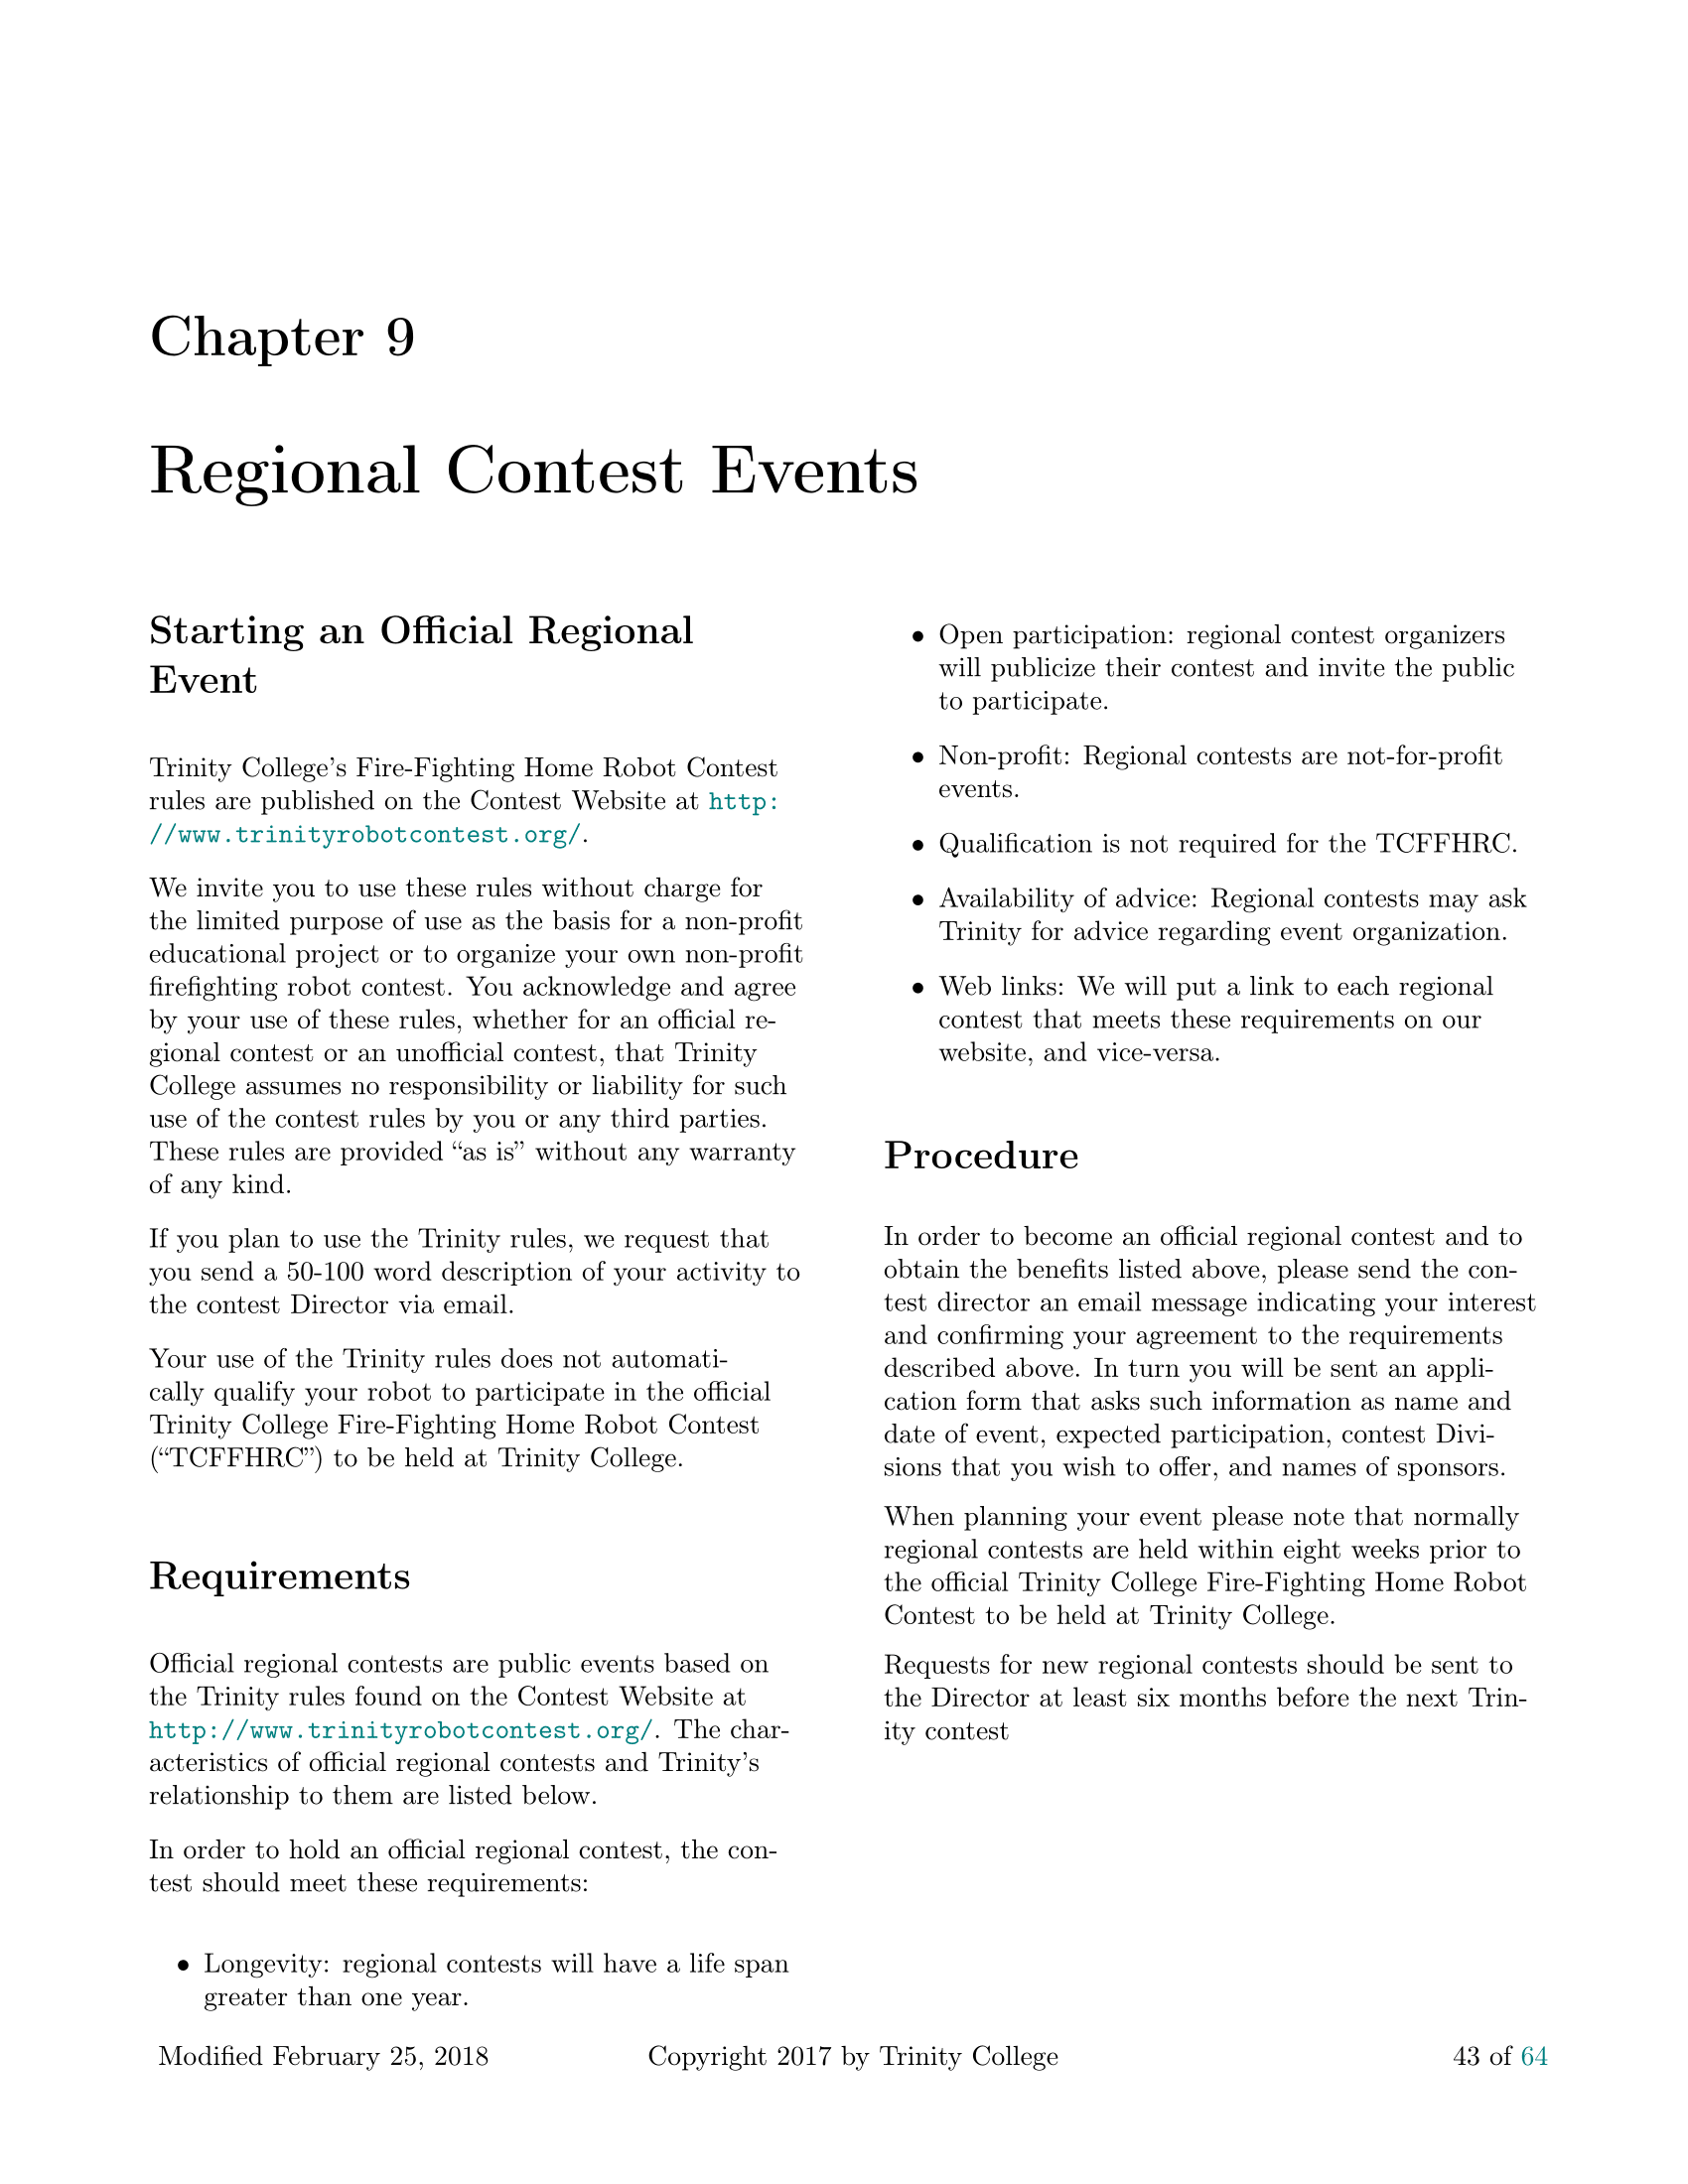 Chapter 9
Regional Contest Events
Starting an Official Regional
Event
Trinity College’s Fire-Fighting Home Robot Contest
rules are published on the Contest Website at http:
//www.trinityrobotcontest.org/.
We invite you to use these rules without charge for
the limited purpose of use as the basis for a non-profit
educational project or to organize your own non-profit
firefighting robot contest. You acknowledge and agree
by your use of these rules, whether for an official re-
gional contest or an unofficial contest, that Trinity
College assumes no responsibility or liability for such
use of the contest rules by you or any third parties.
These rules are provided “as is” without any warranty
of any kind.
If you plan to use the Trinity rules, we request that
you send a 50-100 word description of your activity to
the contest Director via email.
Your use of the Trinity rules does not automati-
cally qualify your robot to participate in the official
Trinity College Fire-Fighting Home Robot Contest
(“TCFFHRC”) to be held at Trinity College.
Requirements
Official regional contests are public events based on
the Trinity rules found on the Contest Website at
http://www.trinityrobotcontest.org/. The char-
acteristics of official regional contests and Trinity’s
relationship to them are listed below.
In order to hold an official regional contest, the con-
test should meet these requirements:
• Longevity: regional contests will have a life span
greater than one year.
• Open participation: regional contest organizers
will publicize their contest and invite the public
to participate.
• Non-profit: Regional contests are not-for-profit
events.
• Qualification is not required for the TCFFHRC.
• Availability of advice: Regional contests may ask
Trinity for advice regarding event organization.
• Web links: We will put a link to each regional
contest that meets these requirements on our
website, and vice-versa.
Procedure
In order to become an official regional contest and to
obtain the benefits listed above, please send the con-
test director an email message indicating your interest
and confirming your agreement to the requirements
described above. In turn you will be sent an appli-
cation form that asks such information as name and
date of event, expected participation, contest Divi-
sions that you wish to offer, and names of sponsors.
When planning your event please note that normally
regional contests are held within eight weeks prior to
the official Trinity College Fire-Fighting Home Robot
Contest to be held at Trinity College.
Requests for new regional contests should be sent to
the Director at least six months before the next Trin-
ity contest
Modified February 25, 2018
Copyright 2017 by Trinity College
43 of 64